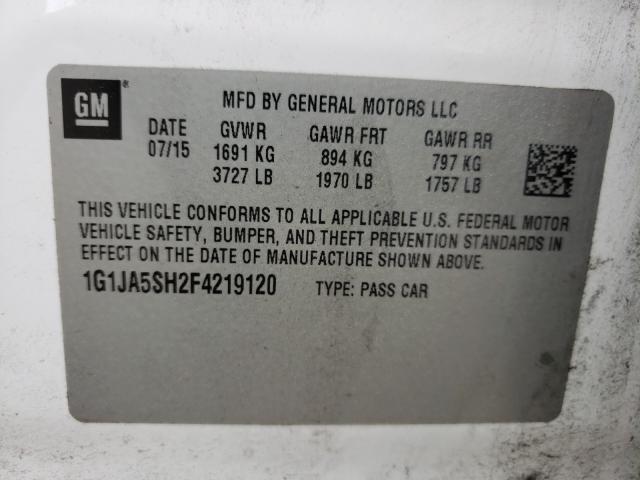 GM ®
MFD BY GENERAL MOTORS LLC
DATE GVWR GAWR FRT GAWR RR
07/15 1691 KG 894 KG 797 KG
3727 LB 1970 LB 1757 LB
THIS VEHICLE CONFORMS TO ALL APPLICABLE U.S. FEDERAL MOTOR
VEHICLE SAFETY, BUMPER, AND THEFT PREVENTION STANDARDS IN
EFFECT ON THE DATE OF MANUFACTURE SHOWN ABOVE.
1G1JA5SH2F4219120 TYPE: PASS CAR